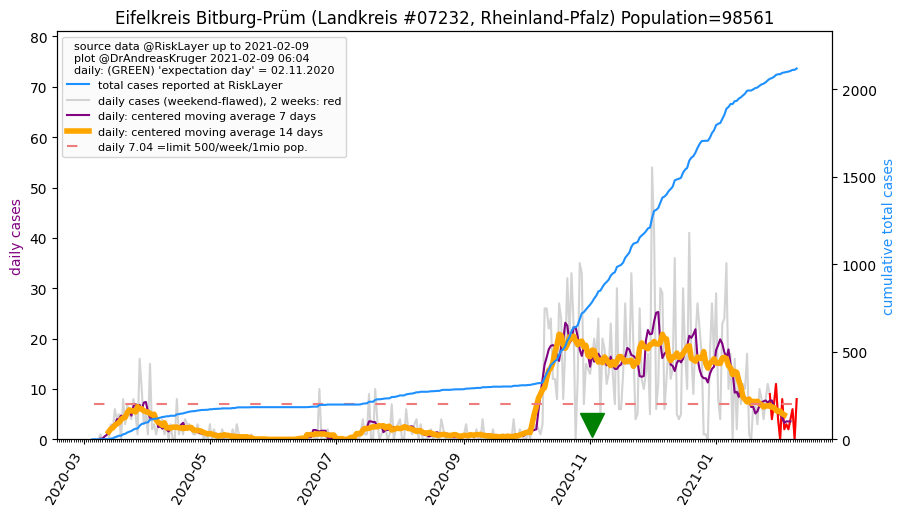 Eifelkreis Bitburg-Prüm (Landkreis #07232, Rheinland-Pfalz) Population=98561
source data @RiskLayer up to 2021-02-09
plot @DrAndreasKruger 2021-02-09 06:04
daily: (GREEN) 'expectation day' = 02.11.2020
total cases reported at RiskLayer
daily cases (weekend-flawed), 2 weeks: red
daily: centered moving average 7 days
daily: centered moving average 14 days
daily 7.04 =limit 500/week/1mio pop.
daily cases
80
70
60
50
40
30
20
10
0
2000
1500
1000
500
0
cumulative total cases
2020-03
2020-05
2020-07
2020-09
2020-11
2021-01